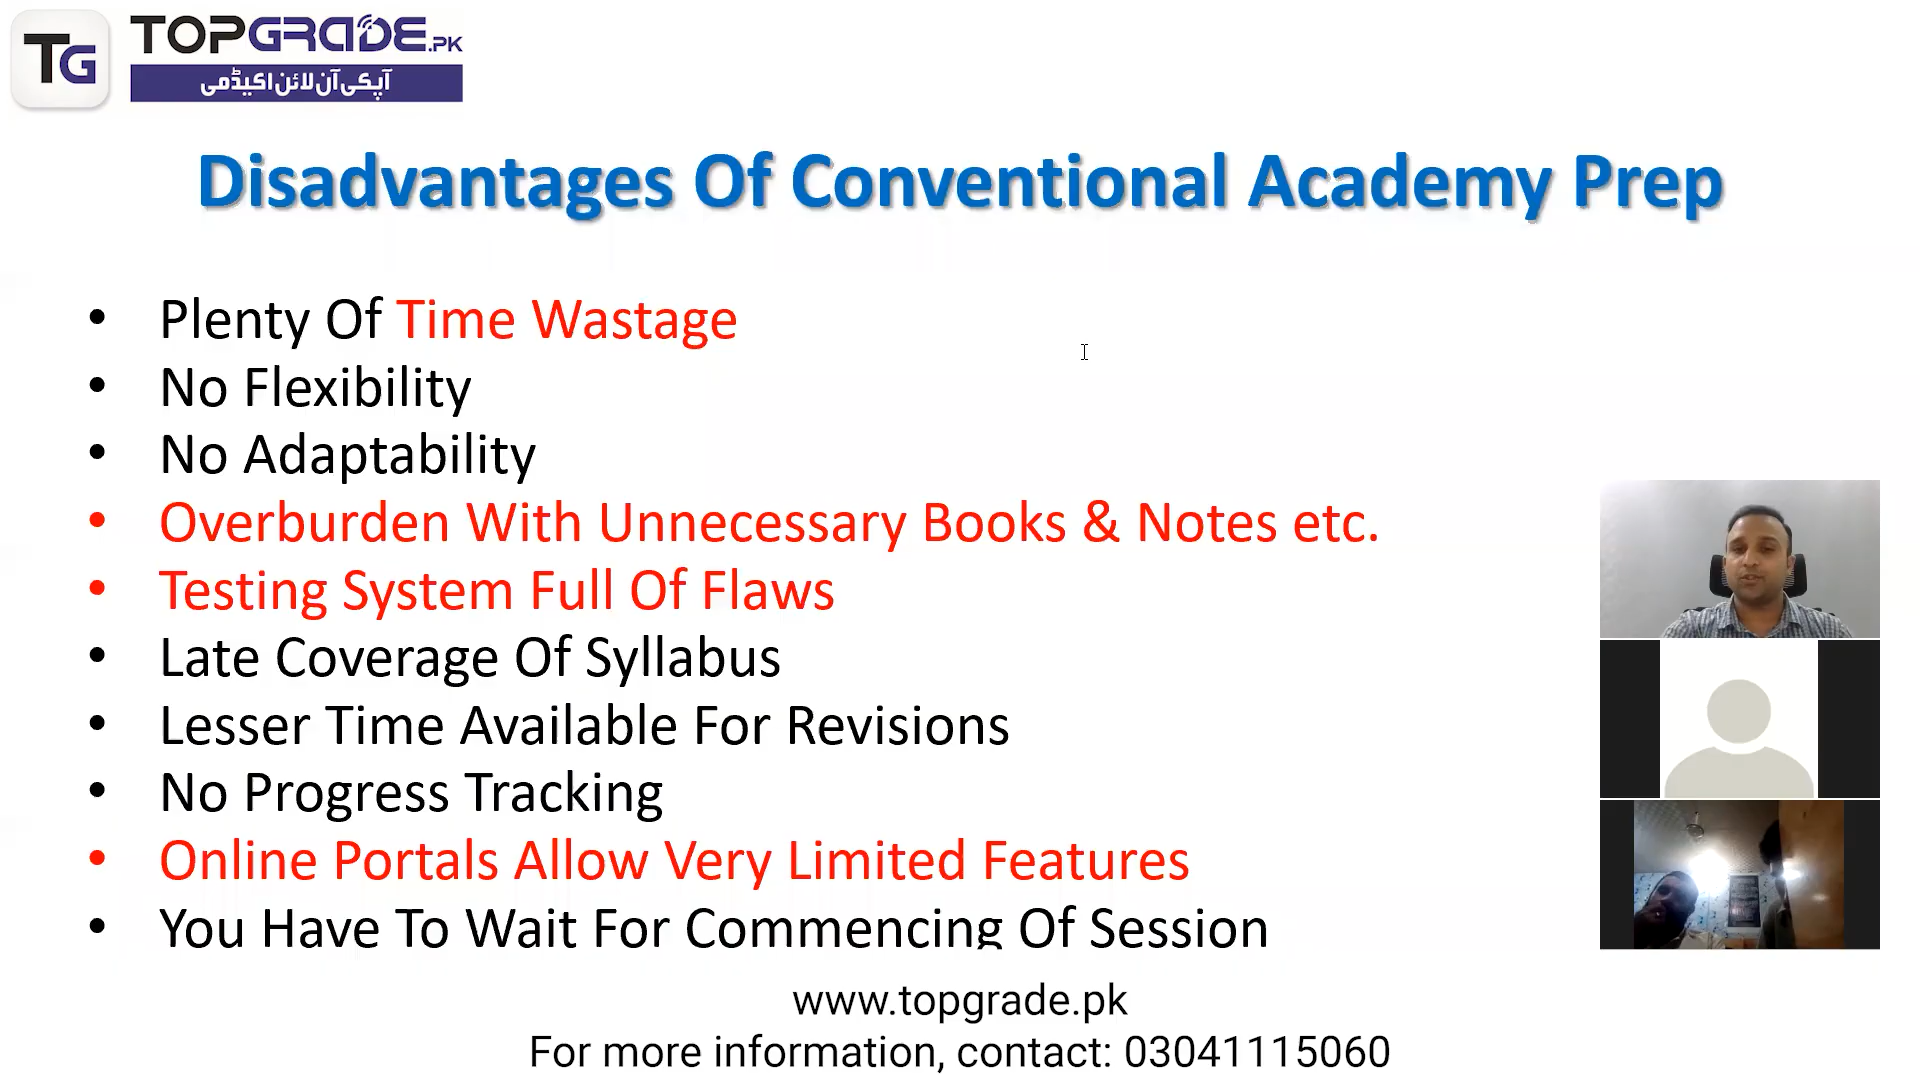 TG
TOPGRADE.PK
آپکی آن لائن اکیڈمی
Disadvantages Of Conventional Academy Prep
• Plenty Of Time Wastage
• No Flexibility
• No Adaptability
• Overburden With Unnecessary Books & Notes etc.
• Testing System Full Of Flaws
• Late Coverage Of Syllabus
• Lesser Time Available For Revisions
• No Progress Tracking
• Online Portals Allow Very Limited Features
• You Have To Wait For Commencing Of Session
www.topgrade.pk
For more information, contact: 03041115060